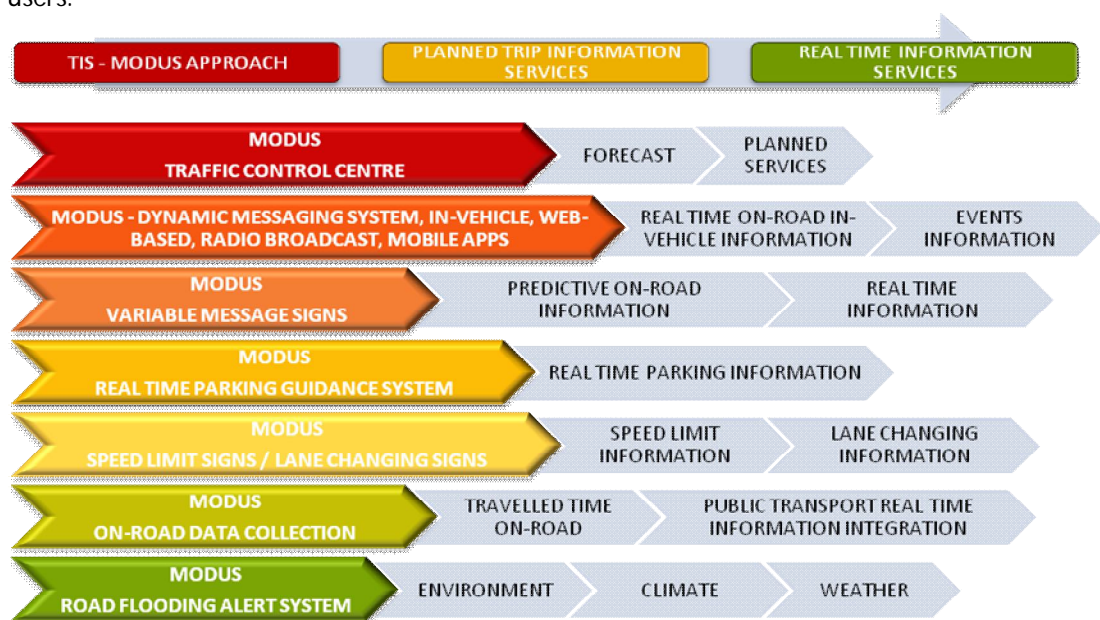 users.
TIS - MODUS APPROACH
PLANNED TRIP INFORMATION
SERVICES
REAL TIME INFORMATION
SERVICES
MODUS
TRAFFIC CONTROL CENTRE
FORECAST
PLANNED
SERVICES
MODUS - DYNAMIC MESSAGING SYSTEM, IN-VEHICLE, WEB-
BASED, RADIO BROADCAST, MOBILE APPS
REAL TIME ON-ROAD IN-
VEHICLE INFORMATION
EVENTS
INFORMATION
MODUS
VARIABLE MESSAGE SIGNS
PREDICTIVE ON-ROAD
INFORMATION
REAL TIME
INFORMATION
MODUS
REAL TIME PARKING GUIDANCE SYSTEM
REAL TIME PARKING INFORMATION
MODUS
SPEED LIMIT SIGNS / LANE CHANGING SIGNS
SPEED LIMIT
INFORMATION
LANE CHANGING
INFORMATION
MODUS
ON-ROAD DATA COLLECTION
TRAVELLED TIME
ON-ROAD
PUBLIC TRANSPORT REAL TIME
INFORMATION INTEGRATION
MODUS
ROAD FLOODING ALERT SYSTEM
ENVIRONMENT
CLIMATE
WEATHER